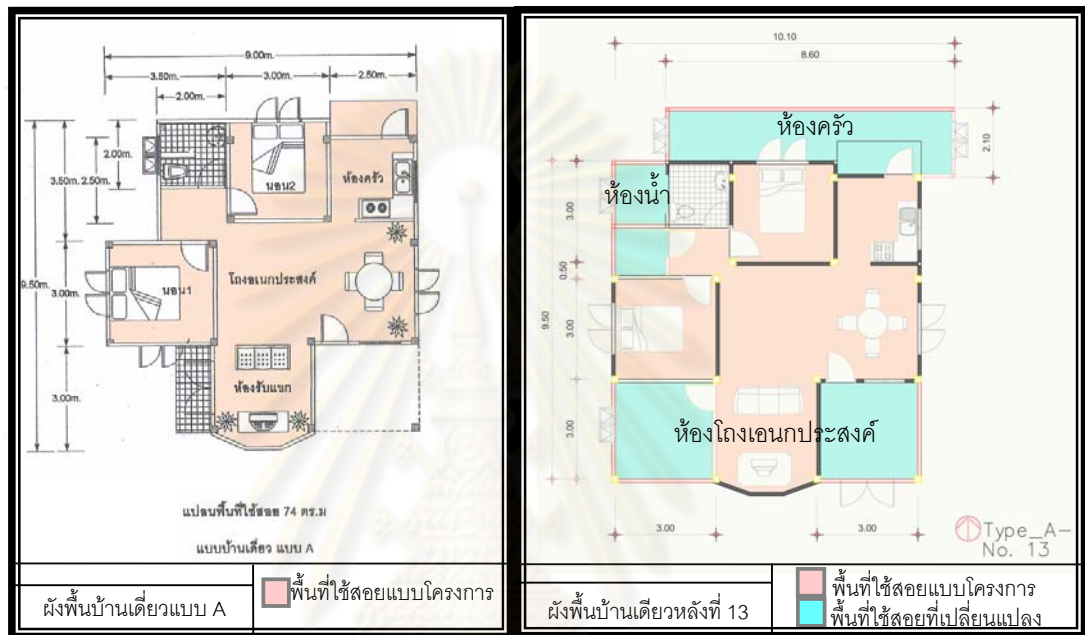 9.00m.
3.50m.
3.00m.
2.50m.
2.00m.
9.50m.
3.50m.
2.50m.
2.00m.
3.00m.
3.00m.
นอน2
ห้องครัว
นอน1
โถงอเนกประสงค์
ห้องรับแขก
แปลนพื้นที่ใช้สอย 74 ตร.ม
แบบบ้านเดี่ยว แบบ A
ผังพื้นบ้านเดี่ยวแบบ A
พื้นที่ใช้สอยแบบโครงการ
10.10
8.60
2.10
ห้องครัว
ห้องน้ำ
9.50
3.00
0.50
3.00
3.00
ห้องโถงเอนกประสงค์
3.00
3.00
Type_A-
No. 13
ผังพื้นบ้านเดี่ยวหลังที่ 13
พื้นที่ใช้สอยแบบโครงการ
พื้นที่ใช้สอยที่เปลี่ยนแปลง